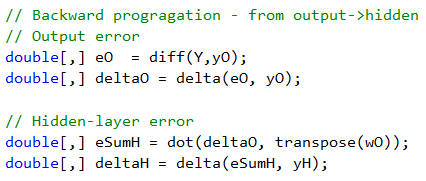 // Backward progragation - from output->hidden
// Output error
double[,] eO  = diff(Y,yO);
double[,] deltaO = delta(eO, yO);
// Hidden-layer error
double[,] eSumH = dot(deltaO, transpose(wO));
double[,] deltaH = delta(eSumH, yH);